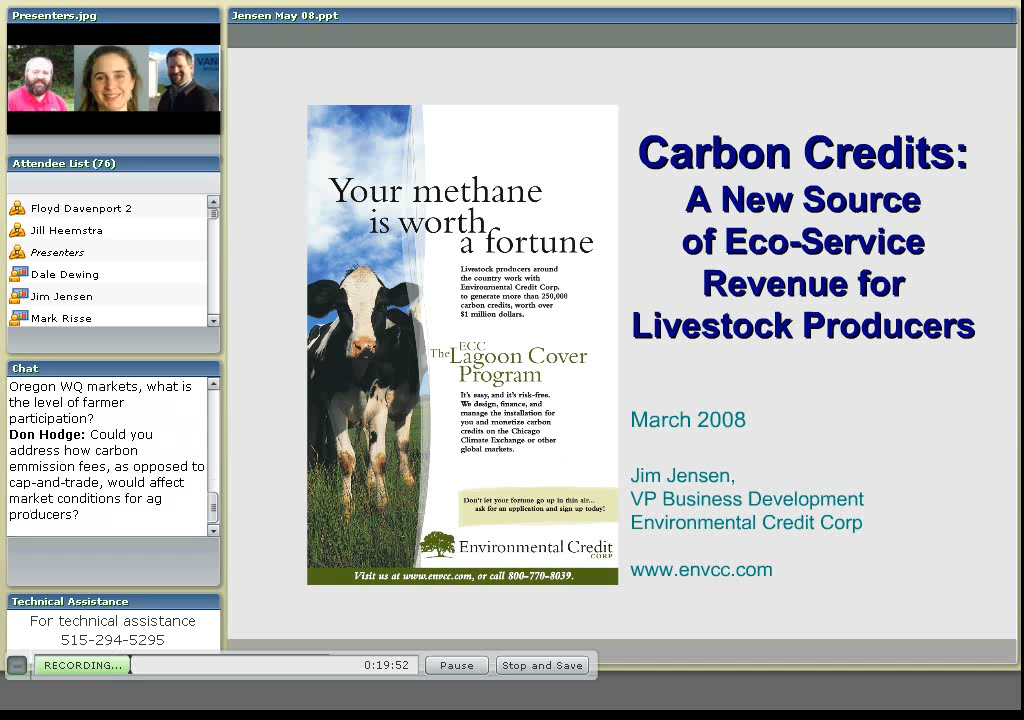 Presenters.jpg
VAN
Attendee List (76)
Floyd Davenport 2
Jill Heemstra
Presenters
Dale Dewing
Jim Jensen
Mark Risse
Chat
Oregon WQ markets, what is
the level of farmer
participation?
Don Hodge: Could you
address how carbon
emmission fees, as opposed to
cap-and-trade, would affect
market conditions for ag
producers?
Technical Assistance
For technical assistance
515-294-5295
Jensen May 08.ppt
Your methane
is worth
a fortune
Livestock producers around
the country work with
Environmental Credit Corp.
to generate more than 250,000
carbon credits, worth over
$1 million dollars.
The ECC
Lagoon Cover
Program
It's easy, and it's risk-free.
We design, finance, and
manage the installation for
you and monetize carbon
credits on the Chicago
Climate Exchange or other
global markets.
Don't let your fortune go up in thin air...
ask for an application and sign up today!
Environmental Credit
CORP
Visit us at www.envcc.com, or call 800-770-8039.
Carbon Credits:
A New Source
of Eco-Service
Revenue for
Livestock Producers
March 2008
Jim Jensen,
VP Business Development
Environmental Credit Corp
www.envcc.com
RECORDING...
0:19:52
Pause
Stop and Save